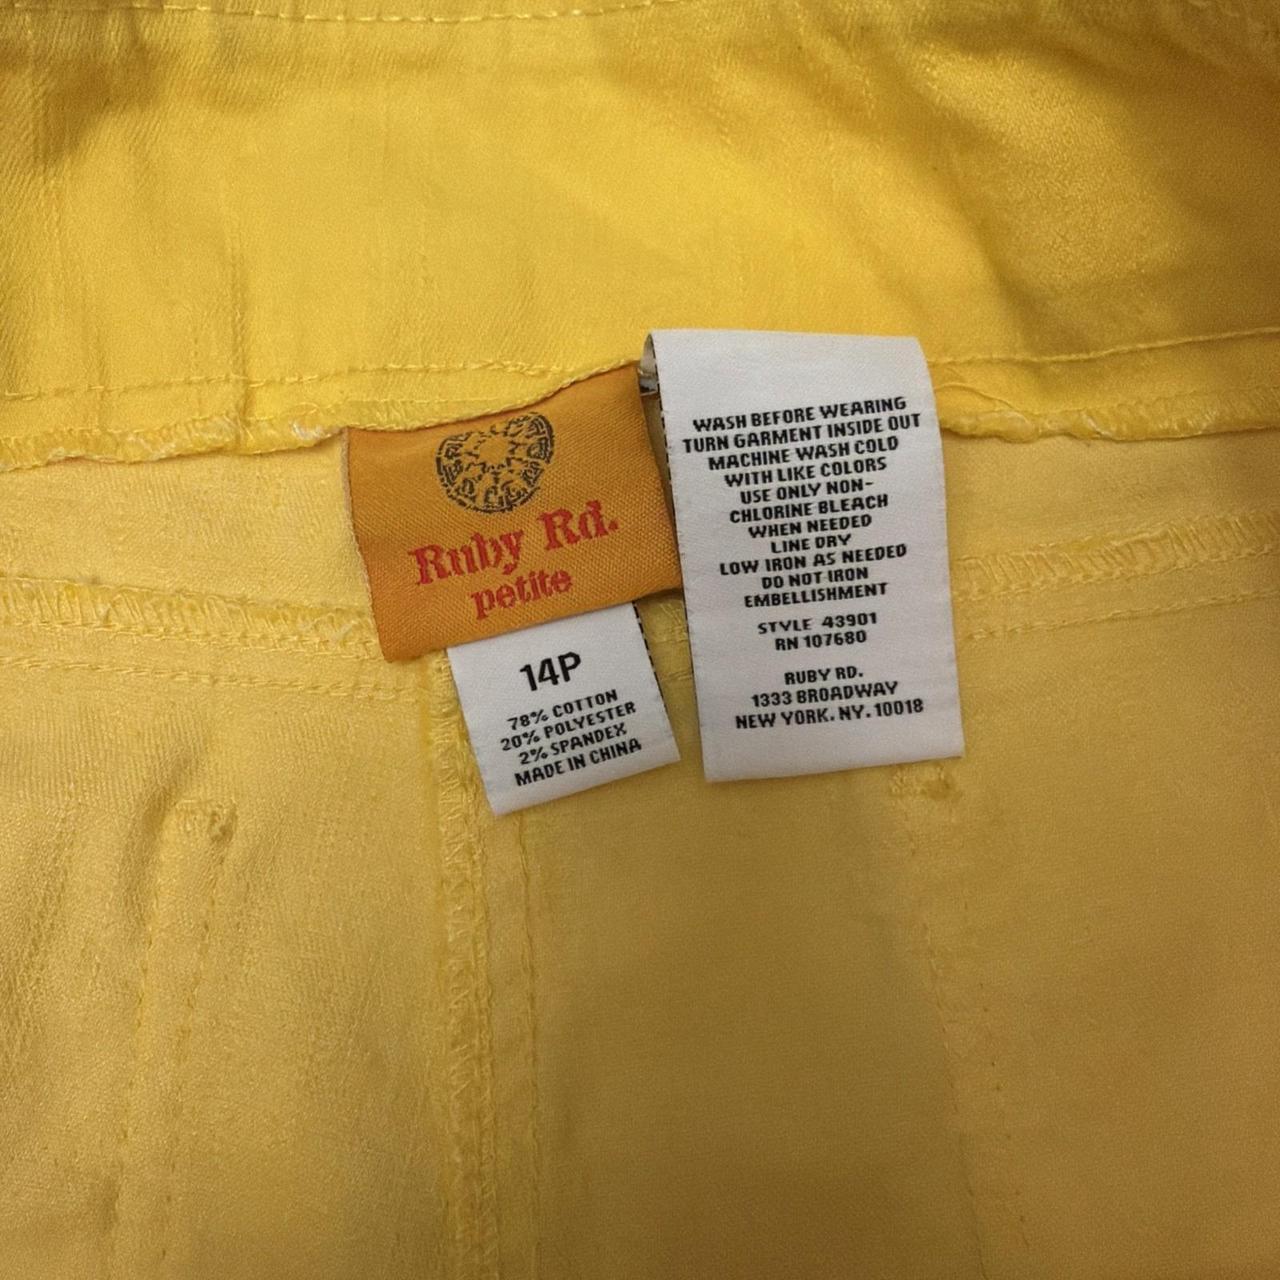 Ruby Rd.
petite
14P
78% COTTON
20% POLYESTER
2% SPANDEX
MADE IN CHINA
WASH BEFORE WEARING
TURN GARMENT INSIDE OUT
MACHINE WASH COLD
WITH LIKE COLORS
USE ONLY NON-
CHLORINE BLEACH
WHEN NEEDED
LINE DRY
LOW IRON AS NEEDED
DO NOT IRON
EMBELLISHMENT
STYLE 43901
RN 107680
RUBY RD.
1333 BROADWAY
NEW YORK. NY. 10018